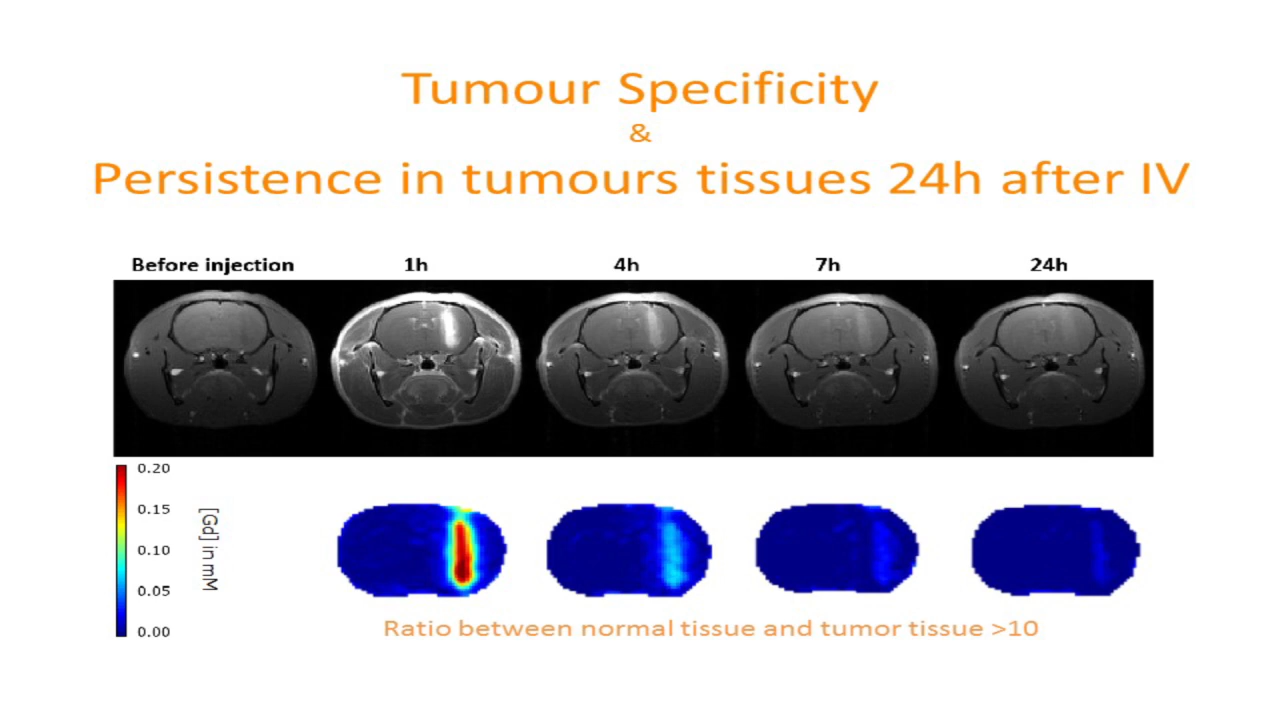 Tumour Specificity
&
Persistence in tumours tissues 24h after IV
Before injection 1h 4h 7h 24h
0.20
0.15
0.10
0.05
0.00
[Gd] in mM
Ratio between normal tissue and tumor tissue >10